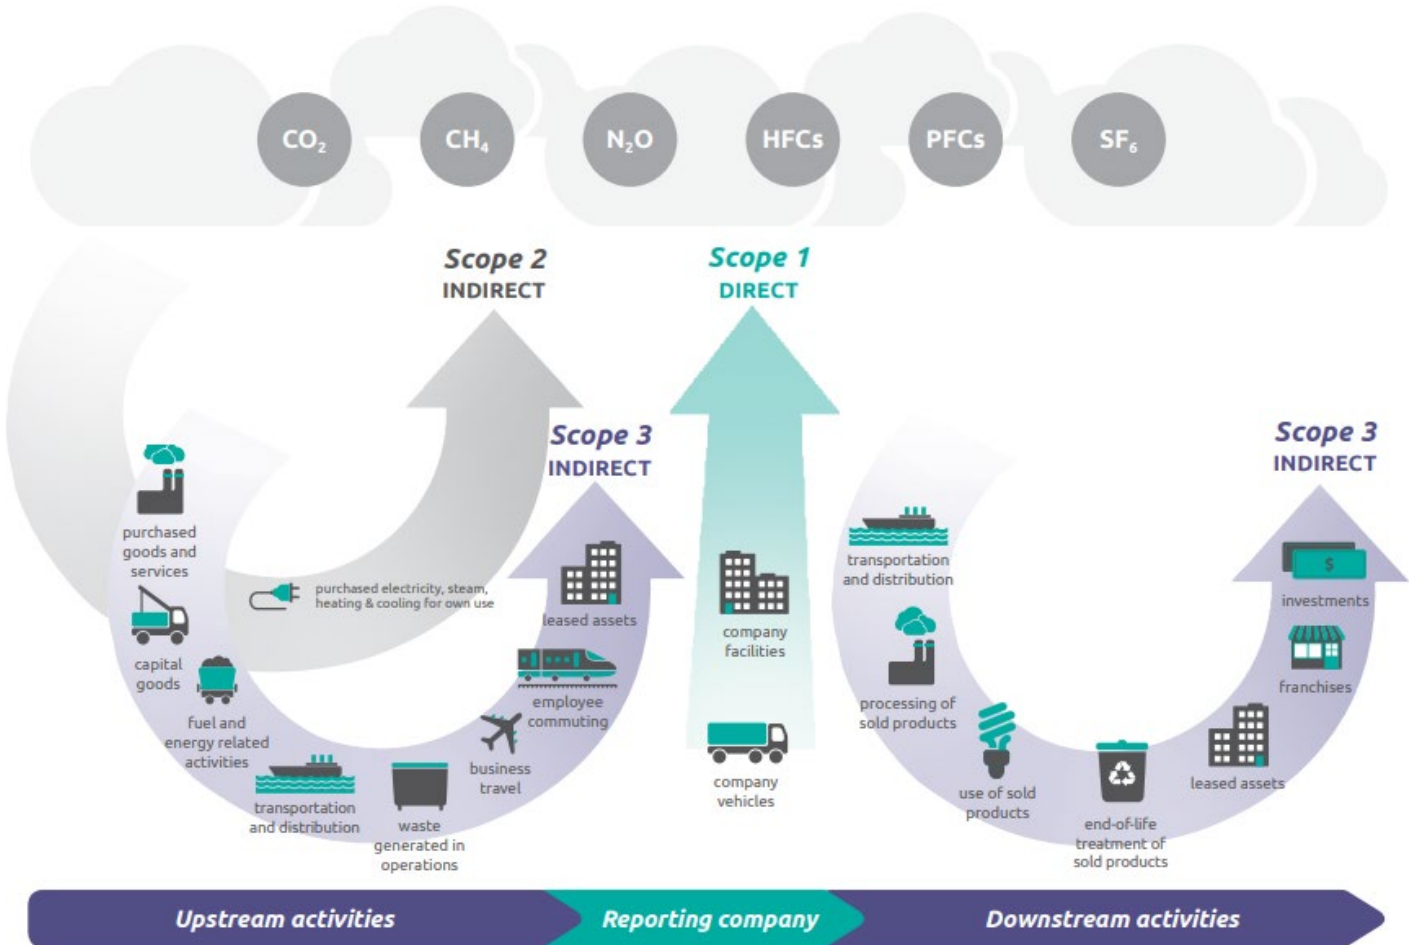 CO₂
CH₄
N₂O
HFCs
PFCs
SF₆
Scope 2
INDIRECT
Scope 1
DIRECT
Scope 3
INDIRECT
Scope 3
INDIRECT
purchased
goods and
services
capital
goods
fuel and
energy related
activities
transportation
and distribution
waste
generated in
operations
business
travel
employee
commuting
leased assets
purchased electricity, steam,
heating & cooling for own use
company
facilities
company
vehicles
transportation
and distribution
processing of
sold products
use of sold
products
end-of-life
treatment of
sold products
leased assets
franchises
$
investments
Upstream activities
Reporting company
Downstream activities